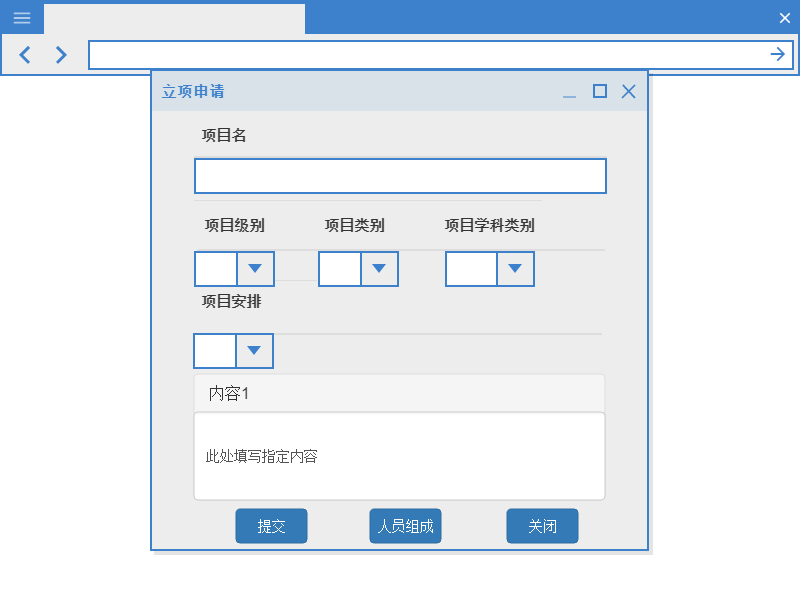 立项申请
项目名
项目级别 项目类别 项目学科类别
项目安排
内容1
此处填写指定内容
提交 人员组成 关闭